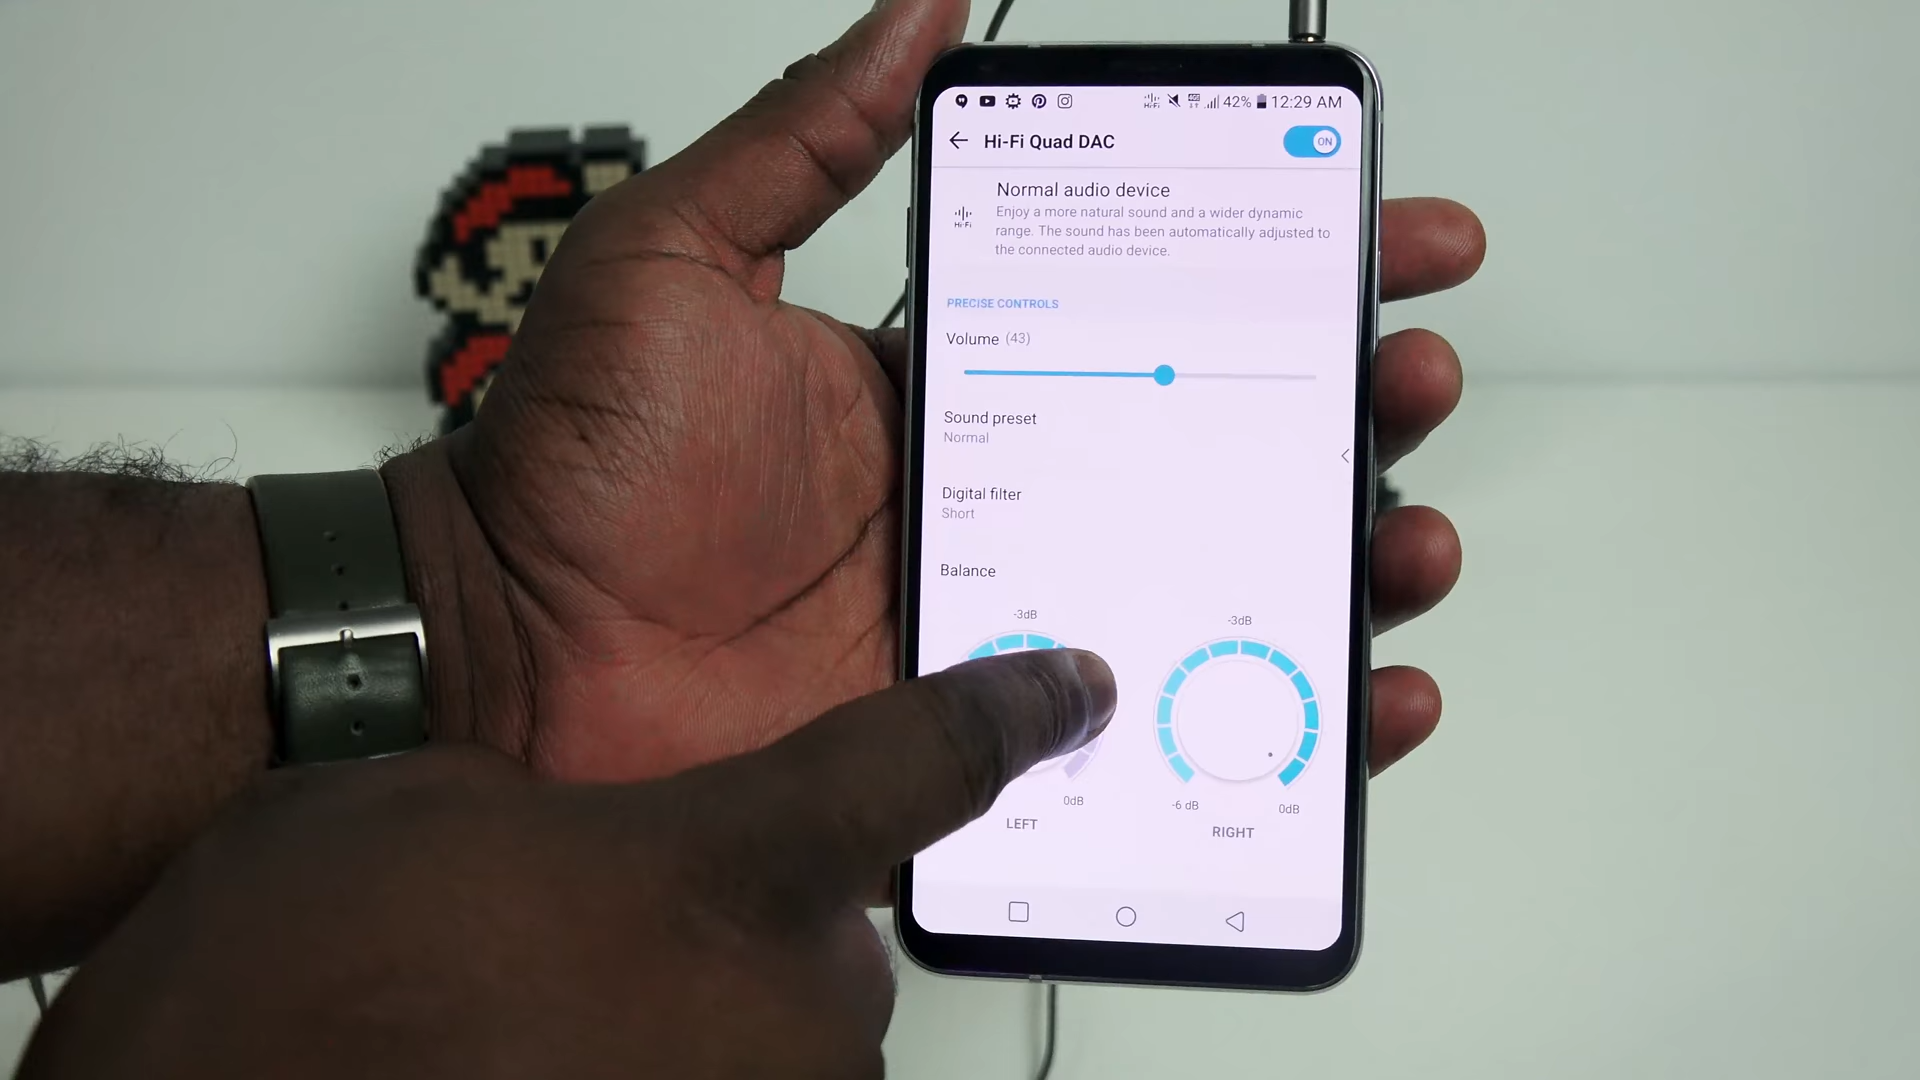 42% 12:29 AM
Hi-Fi Quad DAC
ON
Normal audio device
Enjoy a more natural sound and a wider dynamic
range. The sound has been automatically adjusted to
the connected audio device.
Hi-Fi
PRECISE CONTROLS
Volume (43)
Sound preset
Normal
Digital filter
Short
Balance
-3dB
-3dB
0dB
-6 dB
0dB
LEFT
RIGHT